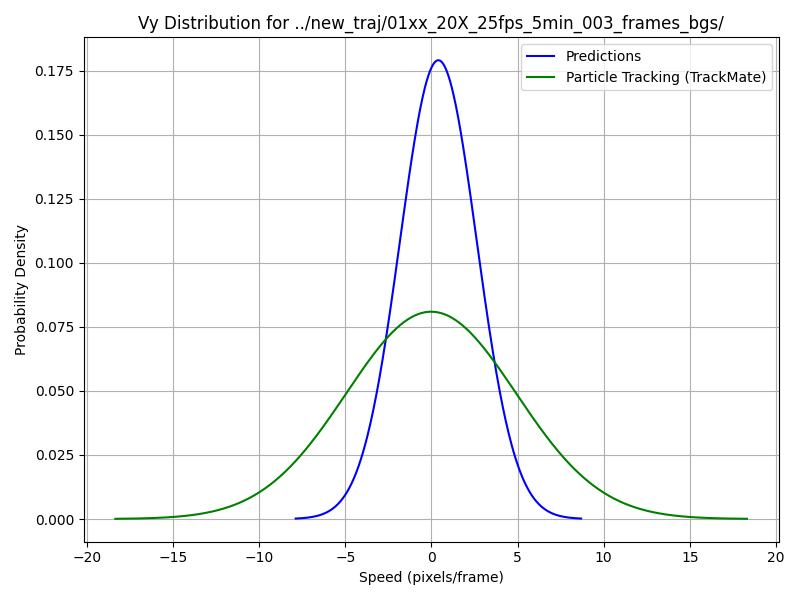 Vy Distribution for ../new_traj/01xx_20X_25fps_5min_003_frames_bgs/
Predictions
Particle Tracking (TrackMate)
0.175
0.150
0.125
0.100
0.075
0.050
0.025
0.000
Probability Density
−20 −15 −10 −5 0 5 10 15 20
Speed (pixels/frame)